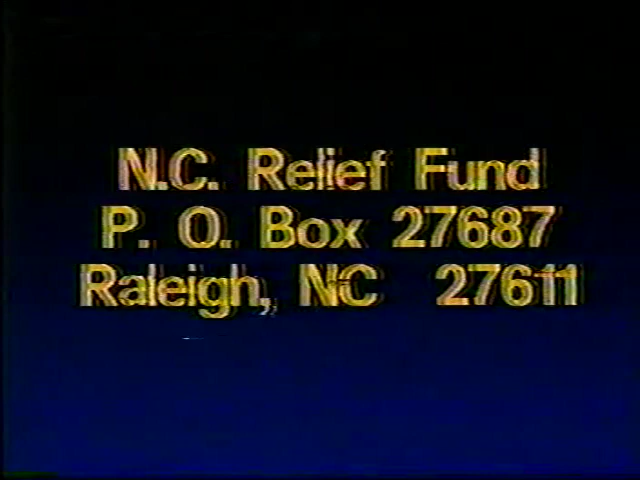 N.C. Relief Fund
P. O. Box 27687
Raleigh, NC 27611